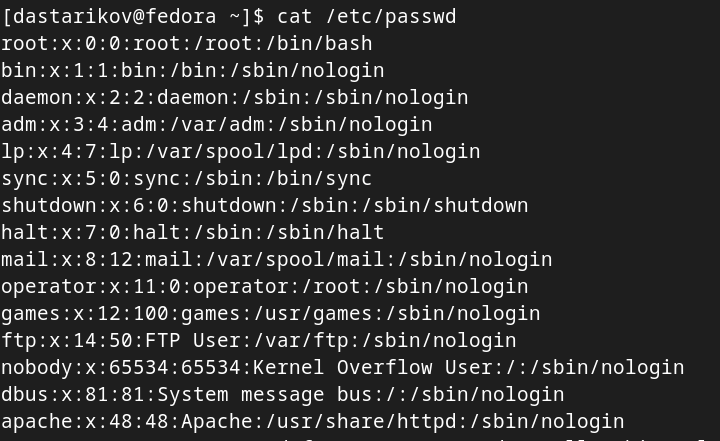 [dastarikov@fedora ~]$ cat /etc/passwd
root:x:0:0:root:/root:/bin/bash
bin:x:1:1:bin:/bin:/sbin/nologin
daemon:x:2:2:daemon:/sbin:/sbin/nologin
adm:x:3:4:adm:/var/adm:/sbin/nologin
lp:x:4:7:lp:/var/spool/lpd:/sbin/nologin
sync:x:5:0:sync:/sbin:/bin/sync
shutdown:x:6:0:shutdown:/sbin:/sbin/shutdown
halt:x:7:0:halt:/sbin:/sbin/halt
mail:x:8:12:mail:/var/spool/mail:/sbin/nologin
operator:x:11:0:operator:/root:/sbin/nologin
games:x:12:100:games:/usr/games:/sbin/nologin
ftp:x:14:50:FTP User:/var/ftp:/sbin/nologin
nobody:x:65534:65534:Kernel Overflow User:/:/sbin/nologin
dbus:x:81:81:System message bus:/:/sbin/nologin
apache:x:48:48:Apache:/usr/share/httpd:/sbin/nologin